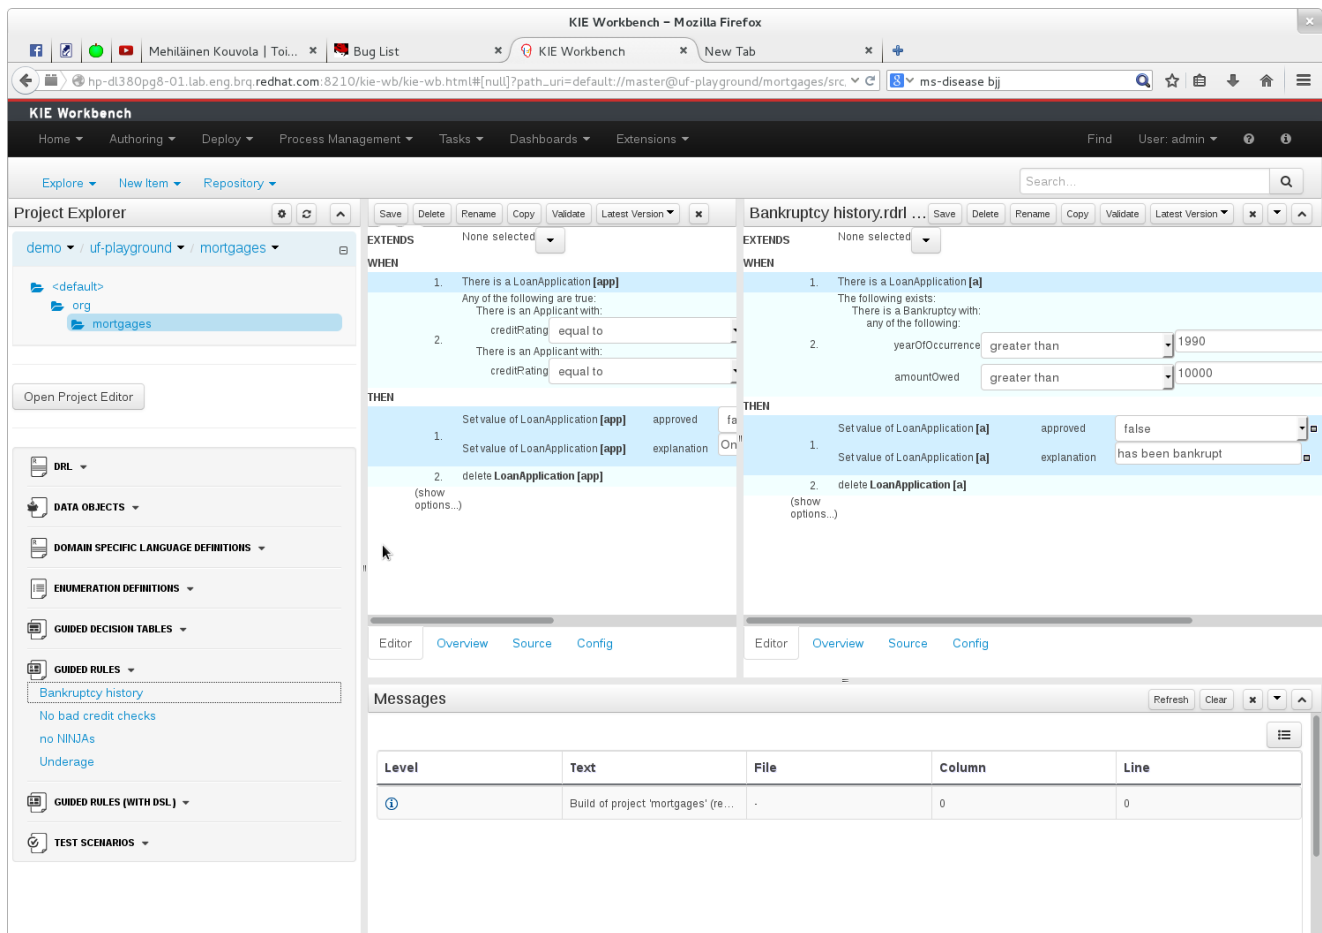 KIE Workbench - Mozilla Firefox
Mehiläinen Kouvola | Toi... Bug List KIE Workbench New Tab
hp-dl380pg8-01.lab.eng.brq.redhat.com:8210/kie-wb/kie-wb.html#[null]?path_uri=default://master@uf-playground/mortgages/src. ms-disease bjj
KIE Workbench
Home Authoring Deploy Process Management Tasks Dashboards Extensions Find User: admin
Explore New Item Repository Search...
Project Explorer
demo / uf-playground / mortgages
<default>
org
mortgages
Open Project Editor
DRL
DATA OBJECTS
DOMAIN SPECIFIC LANGUAGE DEFINITIONS
ENUMERATION DEFINITIONS
GUIDED DECISION TABLES
GUIDED RULES
Bankruptcy history
No bad credit checks
no NINJAs
Underage
GUIDED RULES (WITH DSL)
TEST SCENARIOS
Save Delete Rename Copy Validate Latest Version
EXTENDS None selected
WHEN
1. There is a LoanApplication [app]
Any of the following are true:
There is an Applicant with:
creditRating equal to
2.
There is an Applicant with:
creditRating equal to
THEN
Set value of LoanApplication [app] approved fa
1.
Set value of LoanApplication [app] explanation On
2. delete LoanApplication [app]
(show
options...)
Editor Overview Source Config
Bankruptcy history.rdrl ... Save Delete Rename Copy Validate Latest Version
EXTENDS None selected
WHEN
1. There is a LoanApplication [a]
The following exists:
There is a Bankruptcy with:
any of the following:
2. yearOfOccurrence greater than 1990
amountOwed greater than 10000
THEN
Set value of LoanApplication [a] approved false
1.
Set value of LoanApplication [a] explanation has been bankrupt
2. delete LoanApplication [a]
(show
options...)
Editor Overview Source Config
Messages Refresh Clear
Level Text File Column Line
Build of project 'mortgages' (re... - 0 0